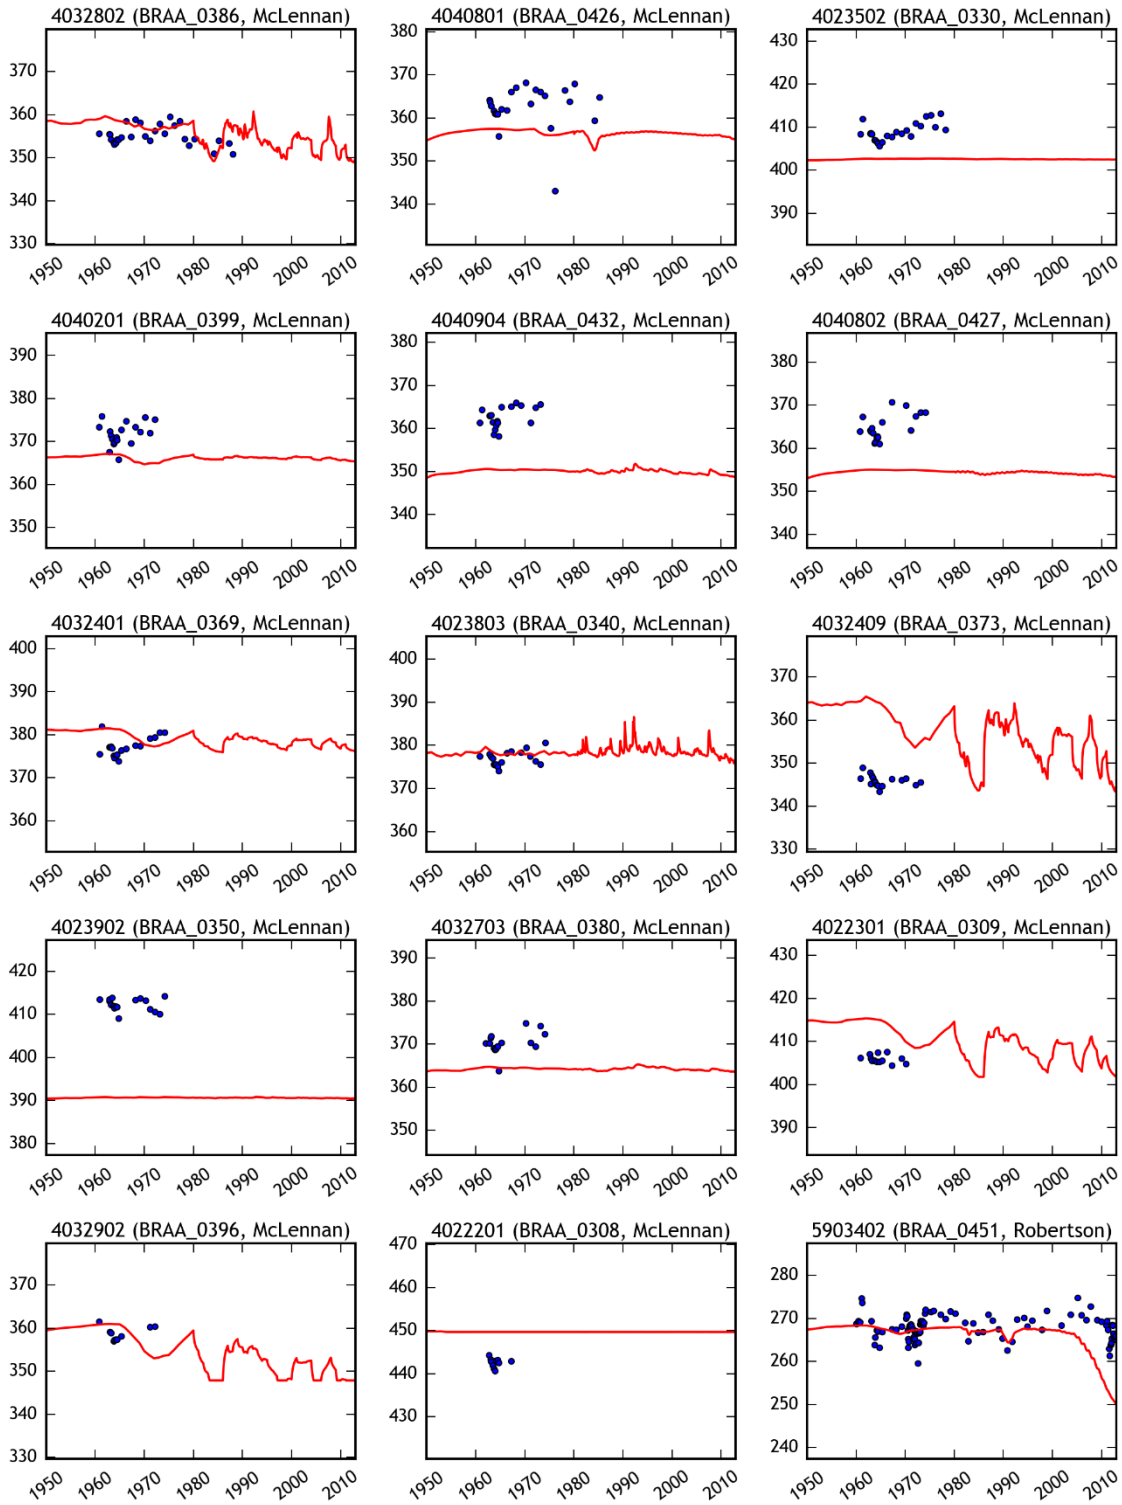 4032802 (BRAA_0386, McLennan)
370
360
350
340
330
1950 1960 1970 1980 1990 2000 2010
4040801 (BRAA_0426, McLennan)
380
370
360
350
340
1950 1960 1970 1980 1990 2000 2010
4023502 (BRAA_0330, McLennan)
430
420
410
400
390
1950 1960 1970 1980 1990 2000 2010
4040201 (BRAA_0399, McLennan)
390
380
370
360
350
1950 1960 1970 1980 1990 2000 2010
4040904 (BRAA_0432, McLennan)
380
370
360
350
340
1950 1960 1970 1980 1990 2000 2010
4040802 (BRAA_0427, McLennan)
380
370
360
350
340
1950 1960 1970 1980 1990 2000 2010
4032401 (BRAA_0369, McLennan)
400
390
380
370
360
1950 1960 1970 1980 1990 2000 2010
4023803 (BRAA_0340, McLennan)
400
390
380
370
360
1950 1960 1970 1980 1990 2000 2010
4032409 (BRAA_0373, McLennan)
370
360
350
340
330
1950 1960 1970 1980 1990 2000 2010
4023902 (BRAA_0350, McLennan)
420
410
400
390
380
1950 1960 1970 1980 1990 2000 2010
4032703 (BRAA_0380, McLennan)
390
380
370
360
350
1950 1960 1970 1980 1990 2000 2010
4022301 (BRAA_0309, McLennan)
430
420
410
400
390
1950 1960 1970 1980 1990 2000 2010
4032902 (BRAA_0396, McLennan)
370
360
350
340
330
1950 1960 1970 1980 1990 2000 2010
4022201 (BRAA_0308, McLennan)
470
460
450
440
430
1950 1960 1970 1980 1990 2000 2010
5903402 (BRAA_0451, Robertson)
280
270
260
250
240
1950 1960 1970 1980 1990 2000 2010